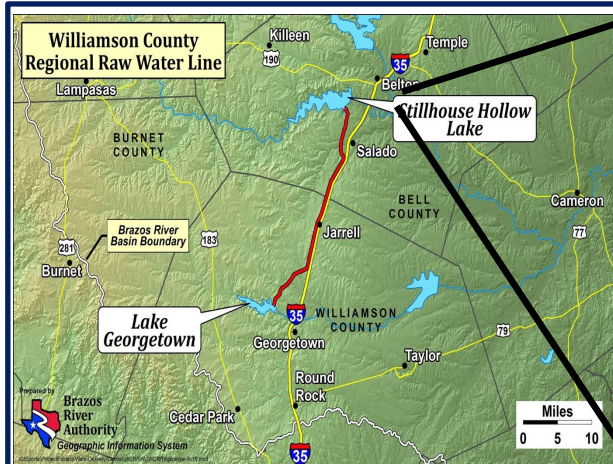 Williamson County
Regional Raw Water Line
Killeen
190
Temple
35
Lampasas
Belton
Stillhouse Hollow
Lake
BURNET
COUNTY
Salado
BELL
COUNTY
Cameron
77
Brazos River
Basin Boundary
183
Jarrell
281
Burnet
Lake
Georgetown
35
WILLIAMSON
COUNTY
Georgetown
79
Taylor
Round
Rock
Cedar Park
Prepared by
Brazos
River
Authority
Geographic Information System
Miles
0 5 10
35